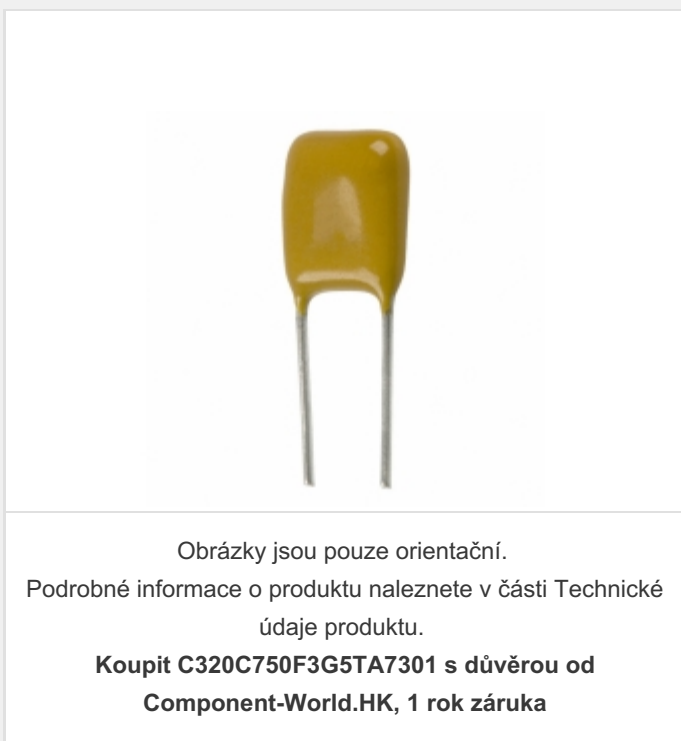 Obrázky jsou pouze orientační.
Podrobné informace o produktu naleznete v části Technické
údaje produktu.
Koupit C320C750F3G5TA7301 s důvěrou od
Component-World.HK, 1 rok záruka